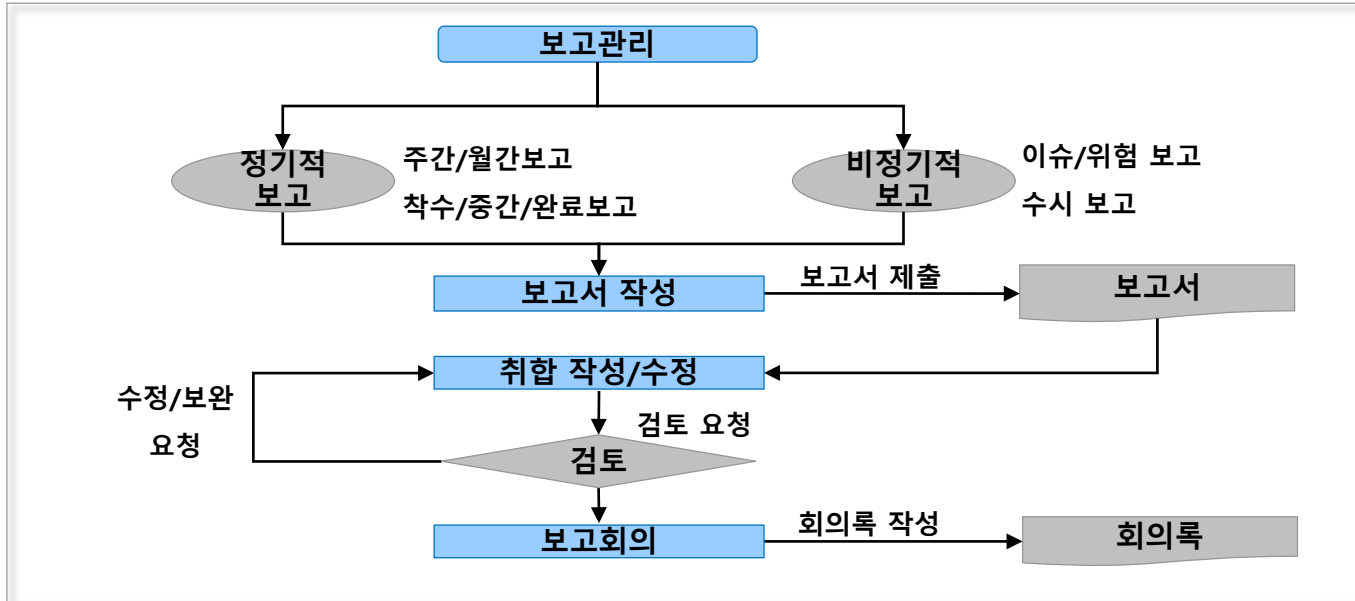 보고관리
정기적
보고
주간/월간보고
착수/중간/완료보고
비정기적
보고
이슈/위험 보고
수시 보고
보고서 작성
보고서 제출
보고서
취합 작성/수정
수정/보완
요청
검토 요청
검토
보고회의
회의록 작성
회의록